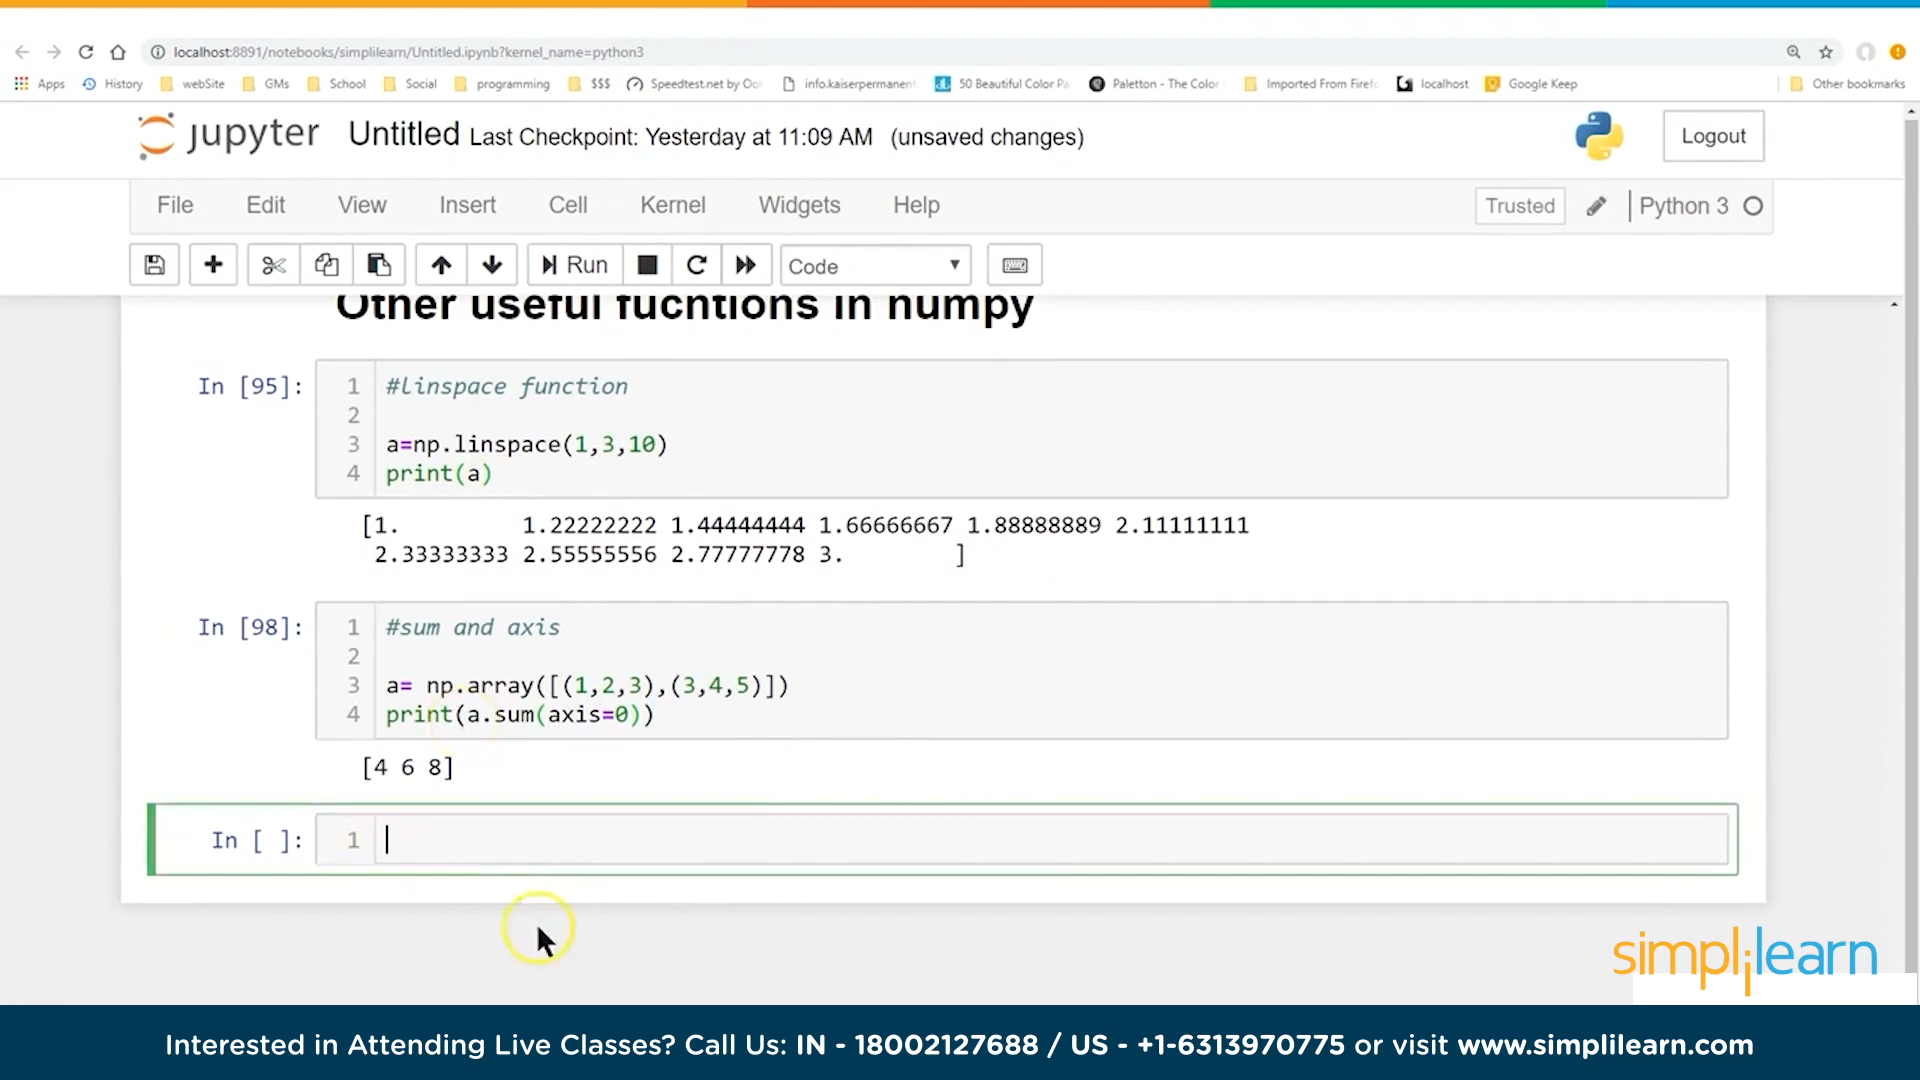 localhost:8891/notebooks/simplilearn/Untitled.ipynb?kernel_name=python3
Apps History webSite GMs School Social programming $$$ Speedtest.net by Ool info.kaiserpermanent 50 Beautiful Color Pa Paletton - The Color Imported From Firefo localhost Google Keep Other bookmarks
jupyter Untitled Last Checkpoint: Yesterday at 11:09 AM (unsaved changes) Logout
File Edit View Insert Cell Kernel Widgets Help Trusted Python 3
Run Code
Other useful fucntions in numpy
In [95]: 1 #linspace function
2
3 a=np.linspace(1,3,10)
4 print(a)
[1. 1.22222222 1.44444444 1.66666667 1.88888889 2.11111111
2.33333333 2.55555556 2.77777778 3. ]
In [98]: 1 #sum and axis
2
3 a= np.array([(1,2,3),(3,4,5)])
4 print(a.sum(axis=0))
[4 6 8]
In [ ]: 1
simplilearn
Interested in Attending Live Classes? Call Us: IN - 18002127688 / US - +1-6313970775 or visit www.simplilearn.com